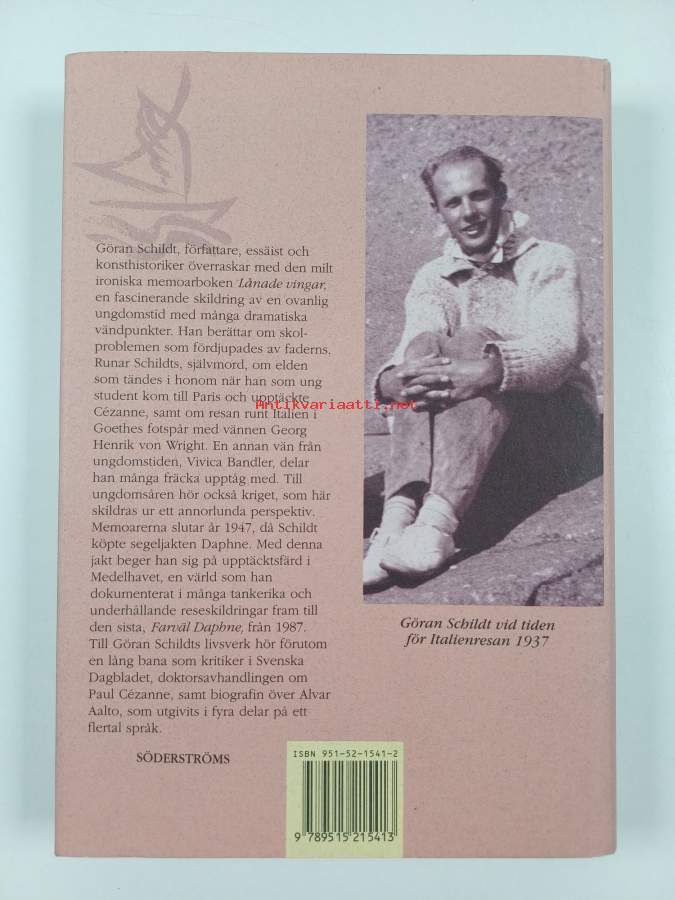 Göran Schildt, författare, essäist och
konsthistoriker överraskar med den milt
ironiska memoarboken Lånade vingar,
en fascinerande skildring av en ovanlig
ungdomstid med många dramatiska
vändpunkter. Han berättar om skol-
problemen som fördjupades av faderns,
Runar Schildts, självmord, om elden
som tändes i honom när han som ung
student kom till Paris och upptäckte
Cézanne, samt om resan runt Italien i
Goethes fotspår med vännen Georg
Henrik von Wright. En annan vän från
ungdomstiden, Vivica Bandler, delar
han många fräcka upptåg med. Till
ungdomsåren hör också kriget, som här
skildras ur ett annorlunda perspektiv.
Memoarerna slutar år 1947, då Schildt
köpte segeljakten Daphne. Med denna
jakt beger han sig på upptäcktsfärd i
Medelhavet, en värld som han
dokumenterat i många tankerika och
underhållande reseskildringar fram till
den sista, Farväl Daphne, från 1987.
Till Göran Schildts livsverk hör förutom
en lång bana som kritiker i Svenska
Dagbladet, doktorsavhandlingen om
Paul Cézanne, samt biografin över Alvar
Aalto, som utgivits i fyra delar på ett
flertal språk.
SÖDERSTRÖMS
Göran Schildt vid tiden
för Italienresan 1937
ISBN 951-52-1541-2
9 789515 215413
Antikvariaatti.net